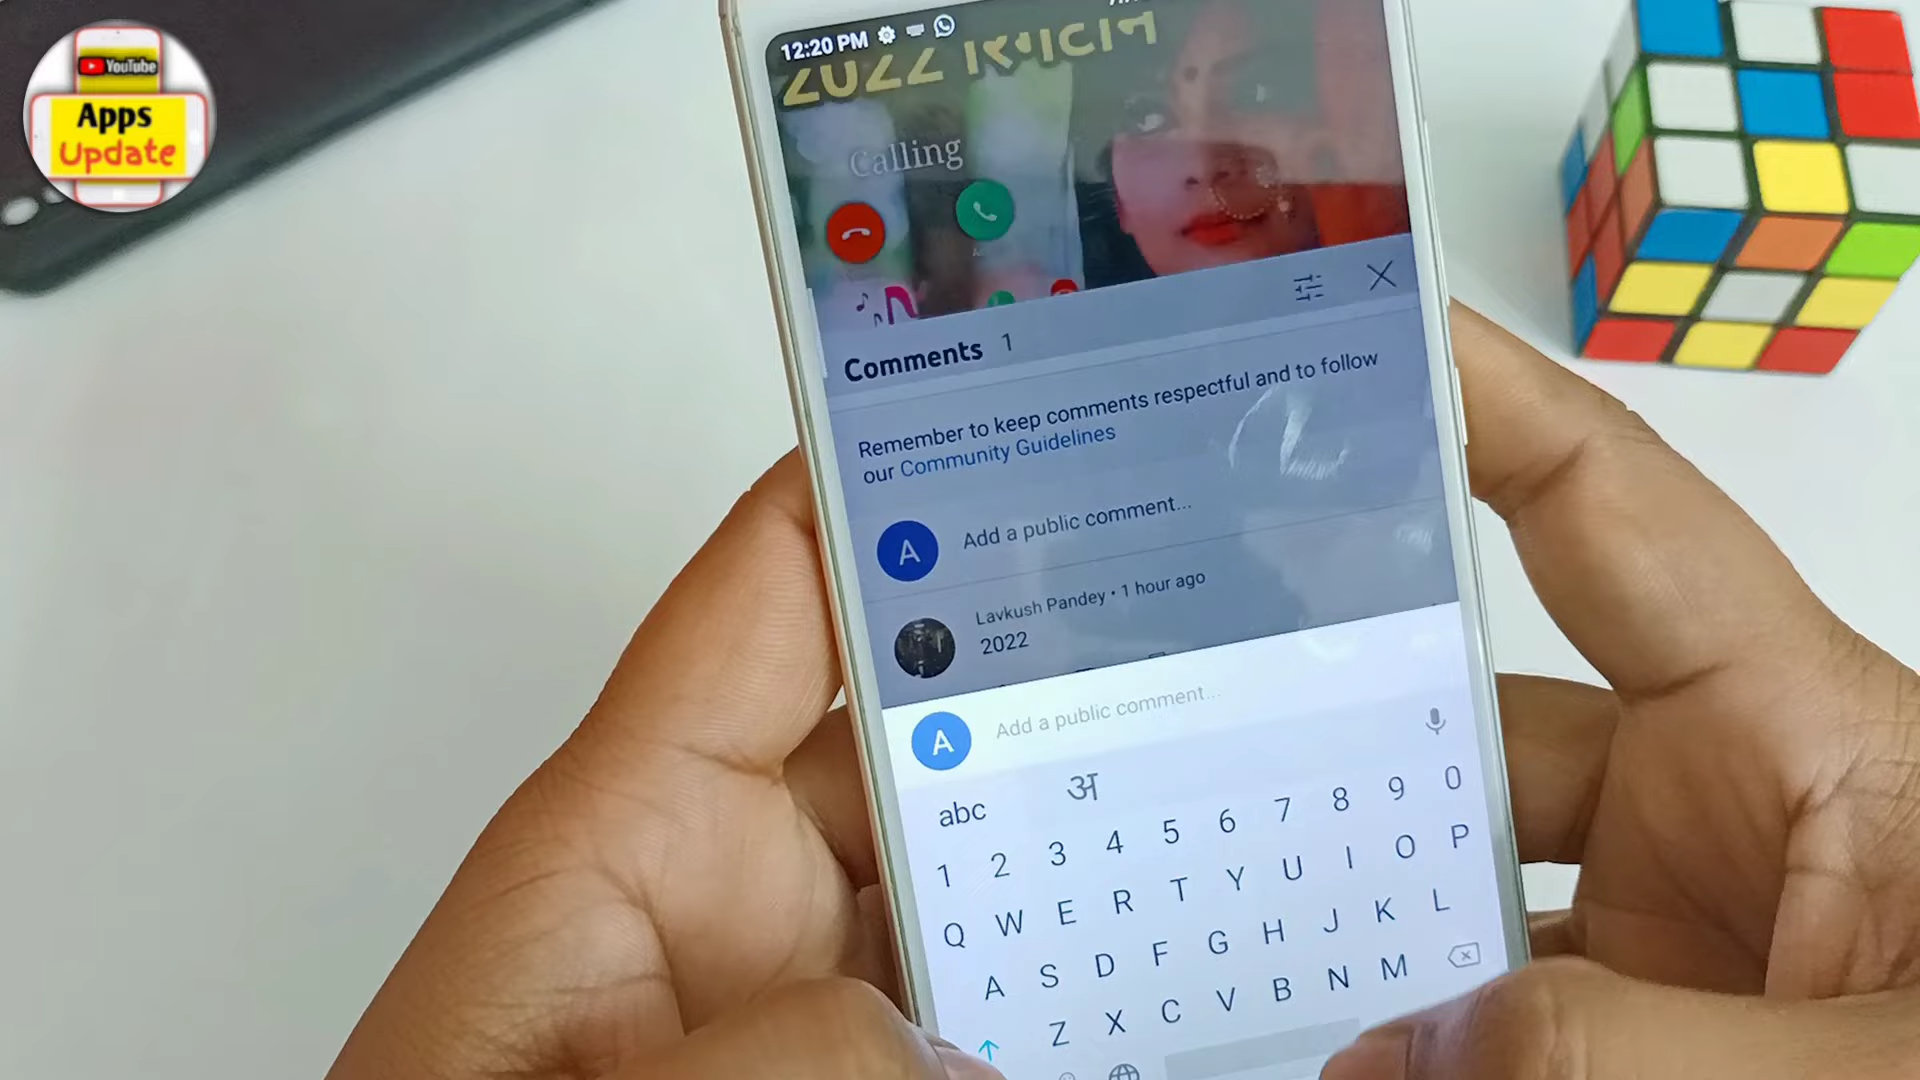 YouTube
Apps
Update
12:20 PM
2022
Calling
Comments 1
Remember to keep comments respectful and to follow
our Community Guidelines
A Add a public comment...
Lavkush Pandey • 1 hour ago
2022
A Add a public comment...
abc अ
1 2 3 4 5 6 7 8 9 0
Q W E R T Y U I O P
A S D F G H J K L
Z X C V B N M